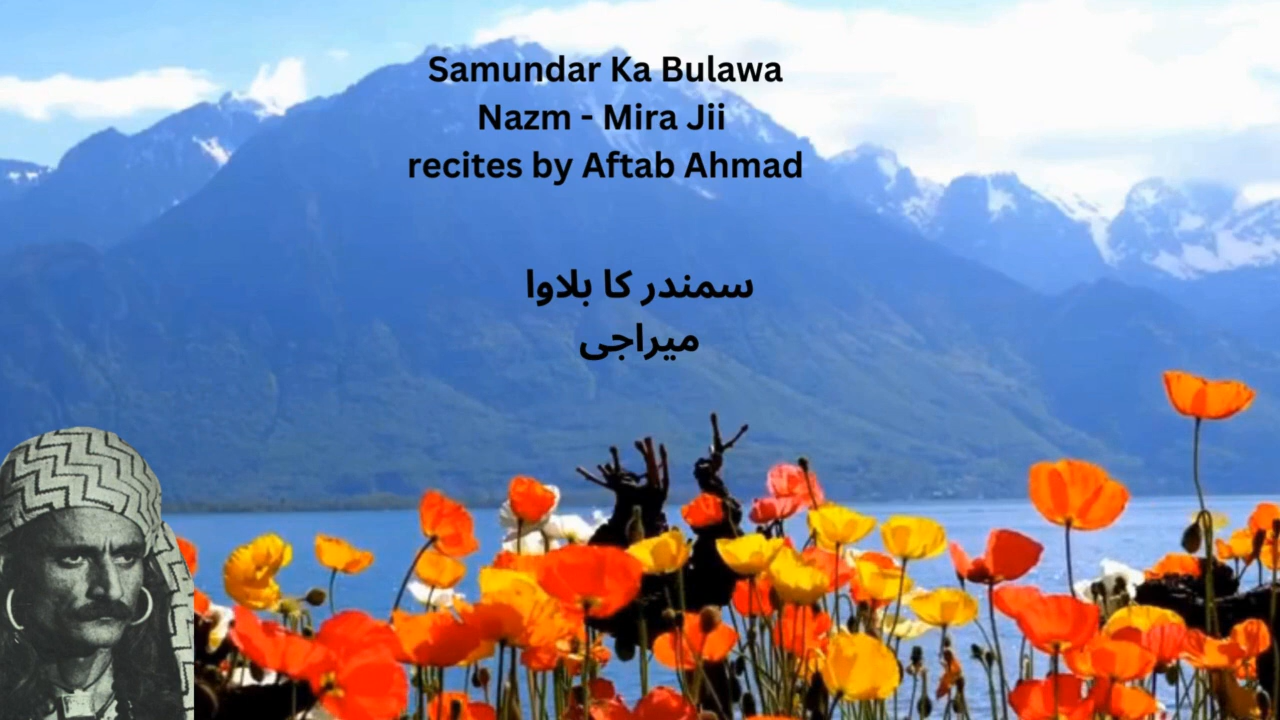 Samundar Ka Bulawa
Nazm - Mira Jii
recites by Aftab Ahmad
سمندر کا بلاوا
میراجی